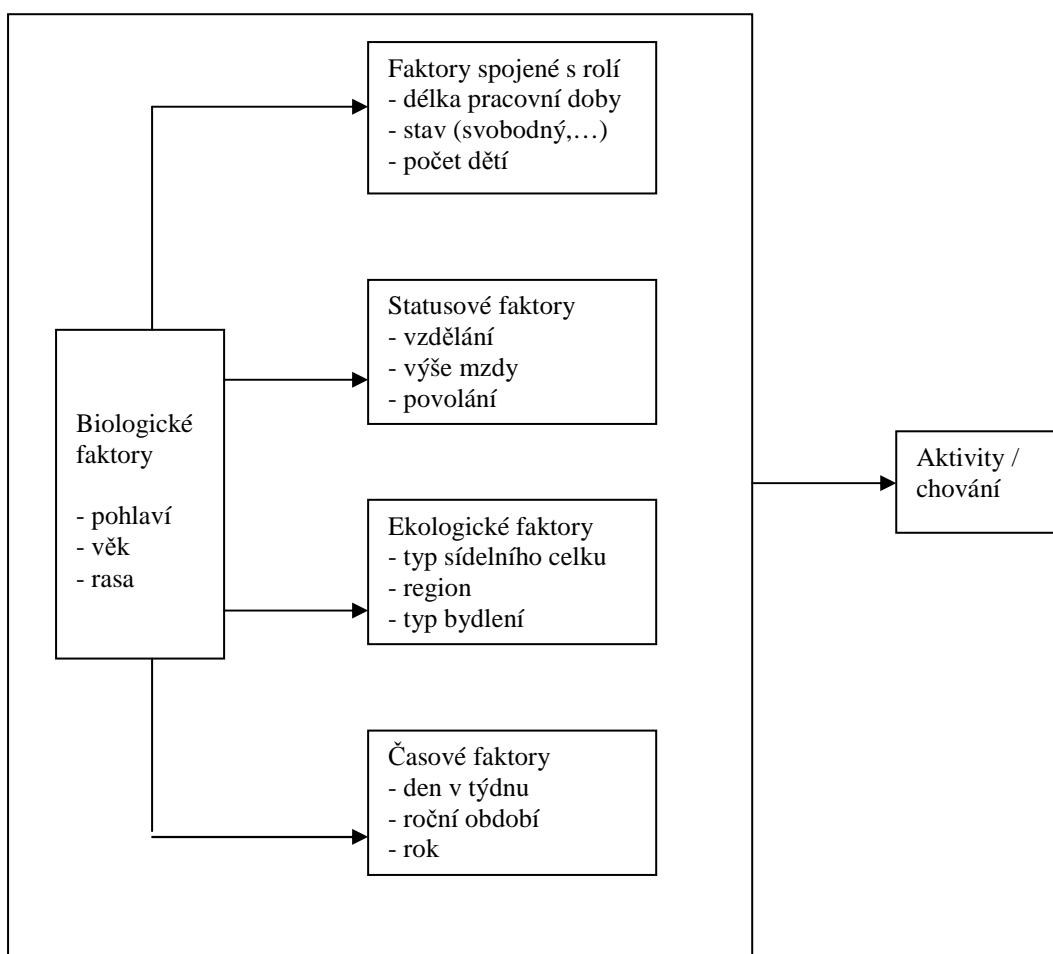 Faktory spojené s rolí
- délka pracovní doby
- stav (svobodný,…)
- počet dětí
Statusové faktory
- vzdělání
- výše mzdy
- povolání
Biologické
faktory
- pohlaví
- věk
- rasa
Ekologické faktory
- typ sídelního celku
- region
- typ bydlení
Časové faktory
- den v týdnu
- roční období
- rok
Aktivity /
chování